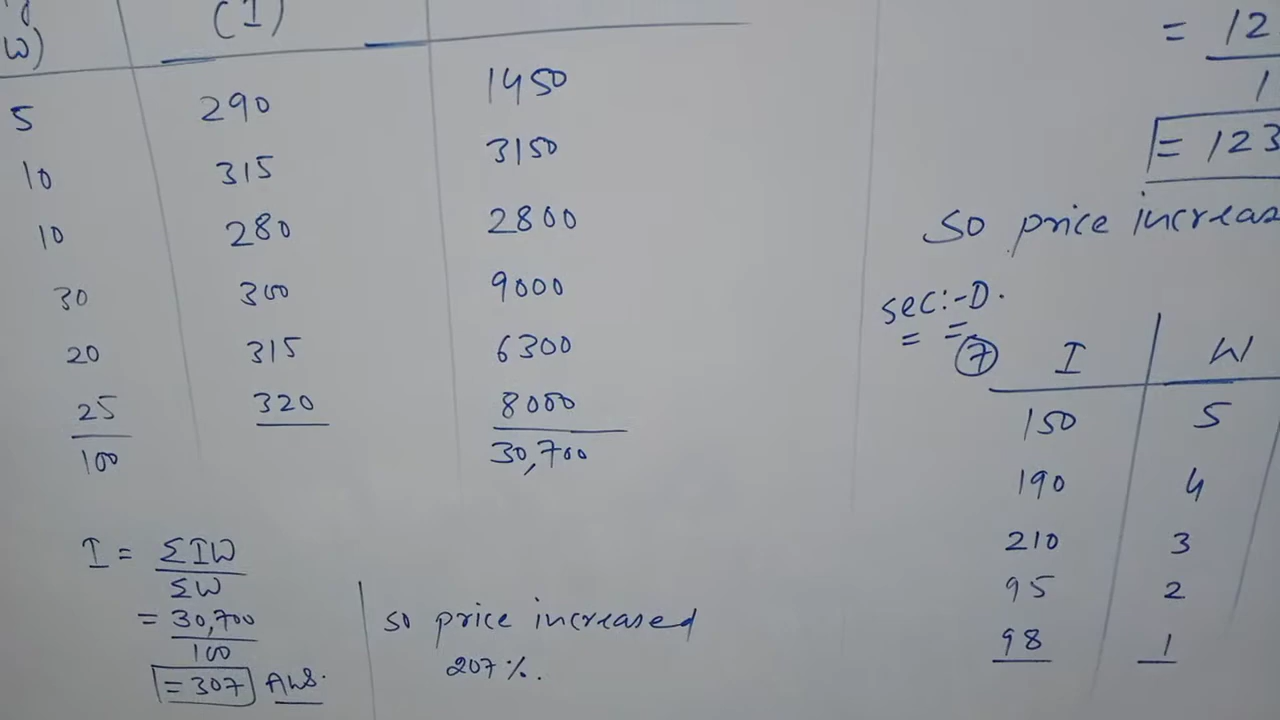 W) (I)
5 290 1450
10 315 3150
10 280 2800
30 300 9000
20 315 6300
25 320 8000
100 30,700
I = ΣIW
ΣW
= 30,700
100
= 307 Ans.
so price increased
207%.
= 12
1
= 123
So price increas
sec:-D.
= =
7 I W
150 5
190 4
210 3
95 2
98 1